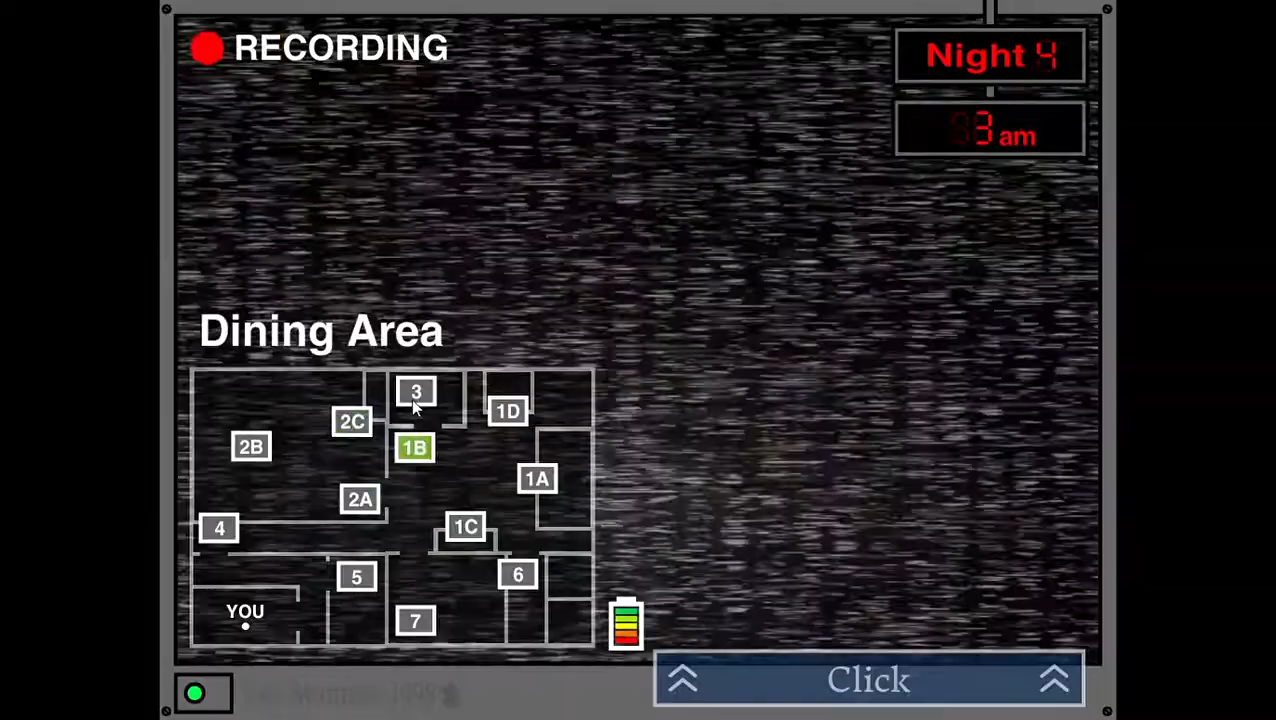 RECORDING
Night 4
3 am
Dining Area
3
2C
1D
2B
1B
1A
2A
4
1C
5
6
YOU
7
Click